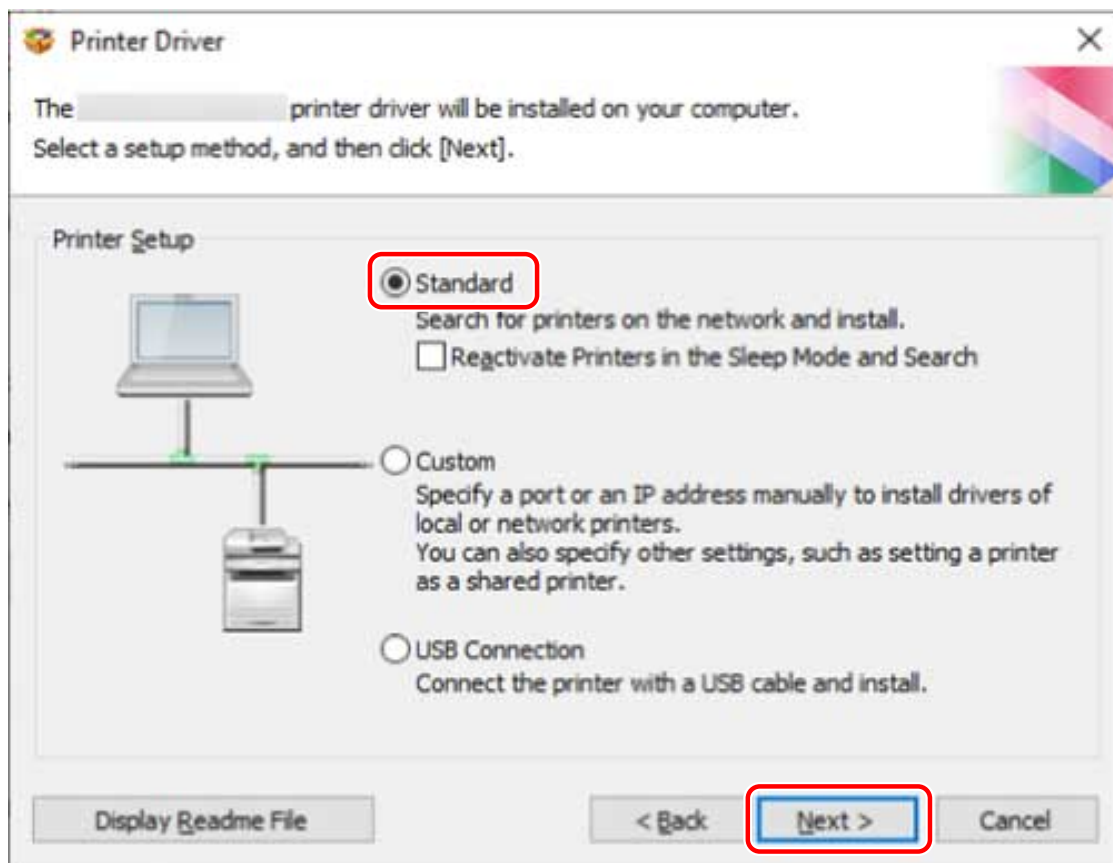 Printer Driver
The printer driver will be installed on your computer.
Select a setup method, and then click [Next].
Printer Setup
Standard
Search for printers on the network and install.
Reactivate Printers in the Sleep Mode and Search
Custom
Specify a port or an IP address manually to install drivers of
local or network printers.
You can also specify other settings, such as setting a printer
as a shared printer.
USB Connection
Connect the printer with a USB cable and install.
Display Readme File
< Back
Next >
Cancel